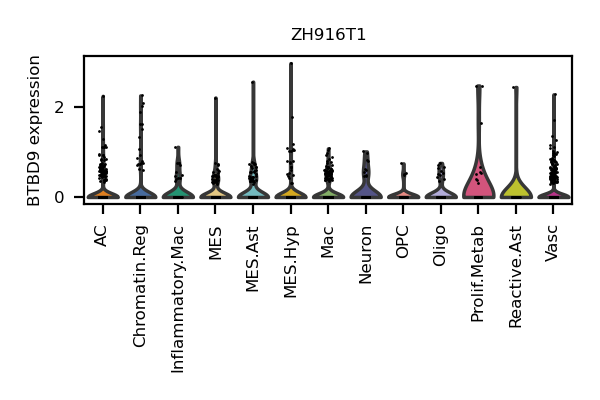 ZH916T1
BTBD9 expression
2
0
AC
Chromatin.Reg
Inflammatory.Mac
MES
MES.Ast
MES.Hyp
Mac
Neuron
OPC
Oligo
Prolif.Metab
Reactive.Ast
Vasc